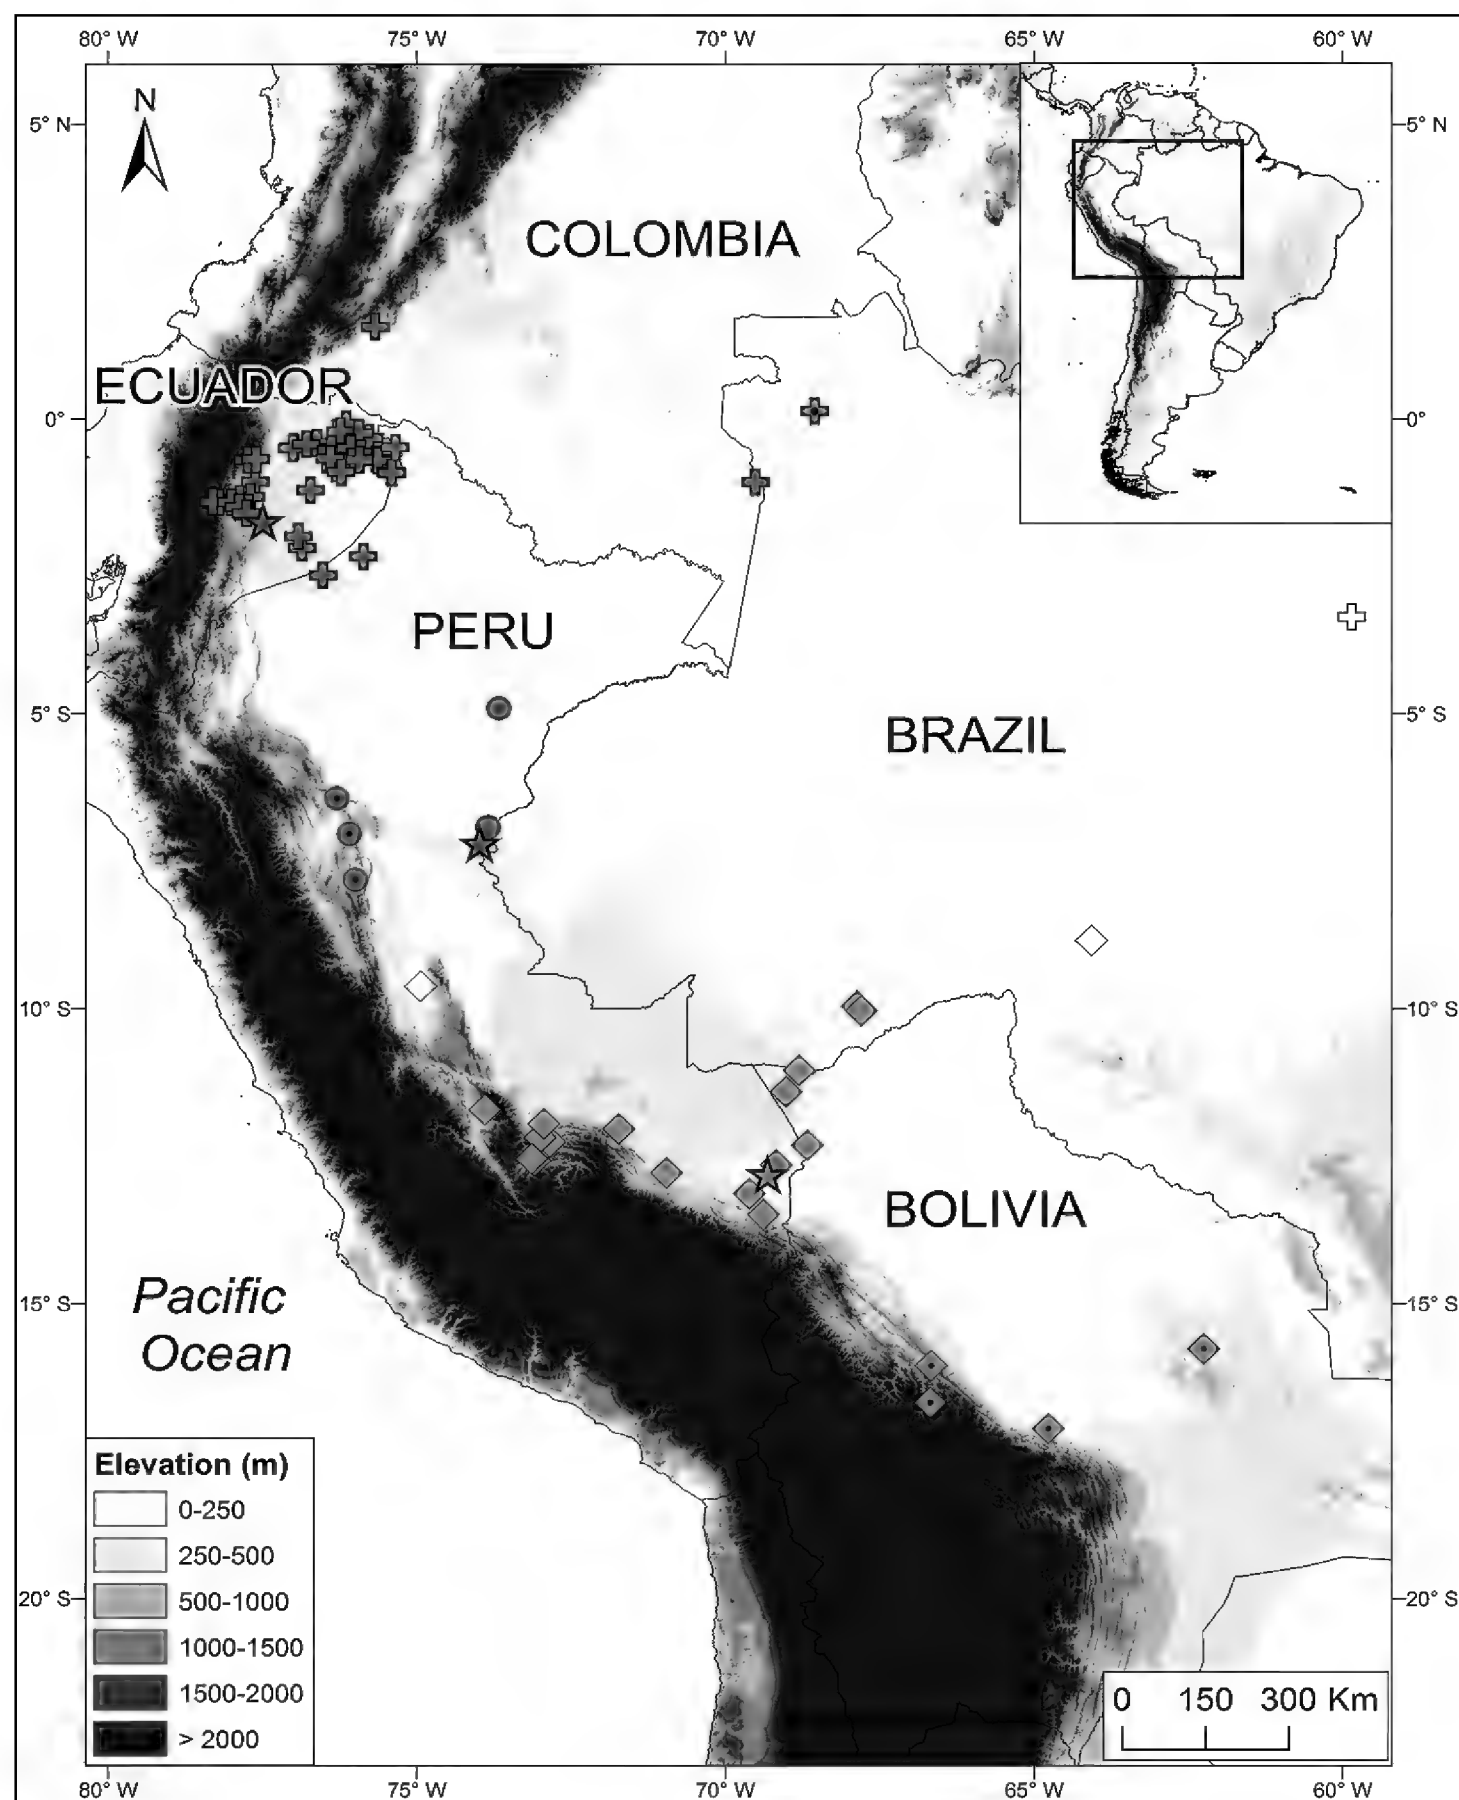 80° W 75° W 70° W 65° W 60° W
N
5° N 5° N
COLOMBIA
ECUADOR
0° 0°
PERU
5° S 5° S
BRAZIL
10° S 10° S
BOLIVIA
Pacific
Ocean
15° S 15° S
Elevation (m)
0-250
250-500
500-1000
1000-1500
1500-2000
> 2000
20° S 20° S
0 150 300 Km
80° W 75° W 70° W 65° W 60° W